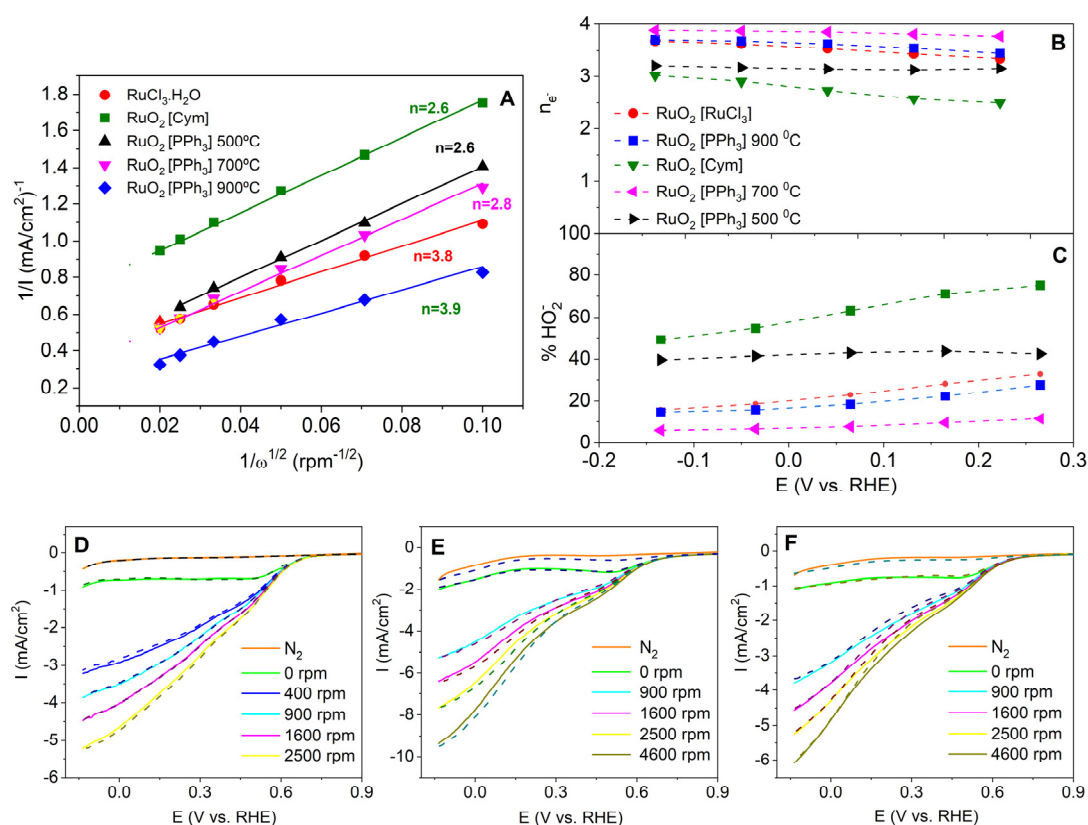 A
RuCl₃.H₂O
RuO₂ [Cym]
RuO₂ [PPh₃] 500ºC
RuO₂ [PPh₃] 700ºC
RuO₂ [PPh₃] 900ºC
n=2.6
n=2.6
n=2.8
n=3.8
n=3.9
1/I (mA/cm²)⁻¹
1.8
1.6
1.4
1.2
1.0
0.8
0.6
0.4
0.2
0.00 0.02 0.04 0.06 0.08 0.10
1/ω^1/2 (rpm^-1/2)
B
n_e⁻
4
3
2
1
RuO₂ [RuCl₃]
RuO₂ [PPh₃] 900 ⁰C
RuO₂ [Cym]
RuO₂ [PPh₃] 700 ⁰C
RuO₂ [PPh₃] 500 ⁰C
C
% HO₂⁻
100
80
60
40
20
0
-0.2 -0.1 0.0 0.1 0.2 0.3
E (V vs. RHE)
D
I (mA/cm²)
0
-1
-2
-3
-4
-5
-6
N₂
0 rpm
400 rpm
900 rpm
1600 rpm
2500 rpm
0.0 0.3 0.6 0.9
E (V vs. RHE)
E
I (mA/cm²)
0
-2
-4
-6
-8
-10
N₂
0 rpm
900 rpm
1600 rpm
2500 rpm
4600 rpm
0.0 0.3 0.6 0.9
E (V vs. RHE)
F
I (mA/cm²)
0
-1
-2
-3
-4
-5
-6
N₂
0 rpm
900 rpm
1600 rpm
2500 rpm
4600 rpm
0.0 0.3 0.6 0.9
E (V vs. RHE)